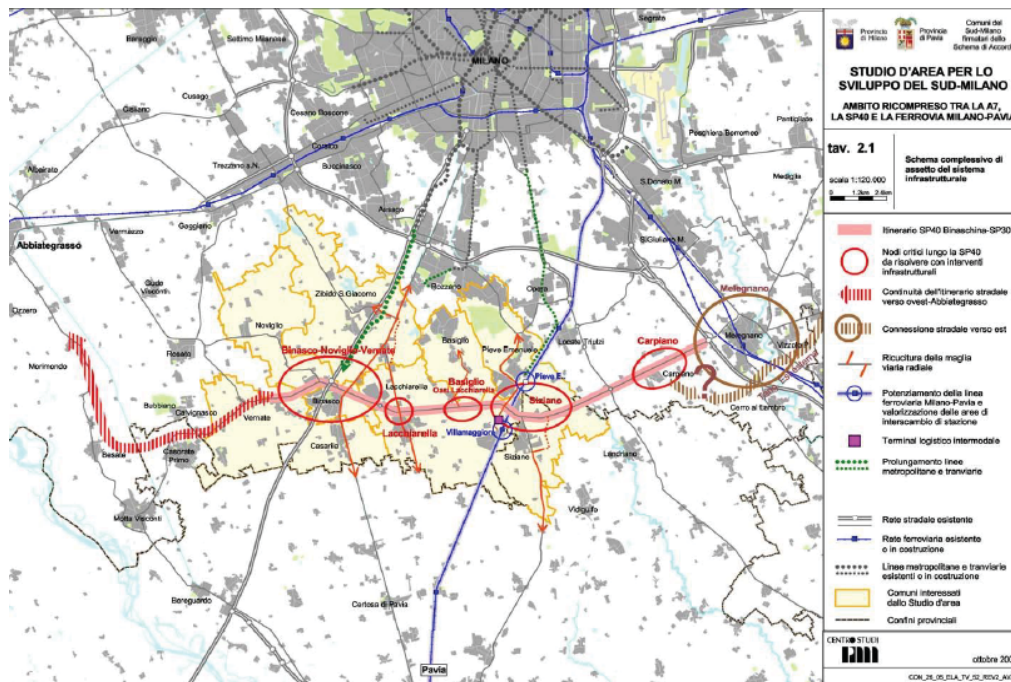 Bareggio
Settimo Milanese
MILANO
Segrate
Cusago
Cesano Boscone
Corsico
Trezzano s.N.
Buccinasco
Pantigliate
Peschiera Borromeo
Mediglia
Albairate
S.Donato M.
Assago
Gaggiano
Vermezzo
Abbiategrasso
S.Giuliano M.
Rozzano
Gudo Visconti
Zibido S.Giacomo
Opera
Melegnano
Ozzero
Noviglio
Basiglio
Pieve Emanuele
Locate Triulzi
Carpiano
Melegnano
Vizzolo P.
Rosate
Binasco-Noviglio-Vernate
Morimondo
Lacchiarella
Basiglio
Pieve E.
Carpiano
?
Bubbiano
Calvignasco
Vernate
Binasco
Siziano
Cerro al Lambro
Besate
Casorate Primo
Casarile
Lacchiarella
Villamaggiore
Siziano
Landriano
Motta Visconti
Vidigulfo
Bereguardo
Certosa di Pavia
Pavia
Provincia di Milano
Provincia di Pavia
Comuni del
Sud-Milano
firmatari dello
Schema di Accordo
STUDIO D'AREA PER LO
SVILUPPO DEL SUD-MILANO
AMBITO RICOMPRESO TRA LA A7,
LA SP40 E LA FERROVIA MILANO-PAVIA
tav. 2.1
scala 1:120.000
Schema complessivo di
assetto del sistema
infrastrutturale
Itinerario SP40 Binaschina-SP30
Nodi critici lungo la SP40
da risolvere con interventi
infrastrutturali
Continuità dell'itinerario stradale
verso ovest-Abbiategrasso
Connessione stradale verso est
Ricucitura della maglia
viaria radiale
Potenziamento della linea
ferroviaria Milano-Pavia e
valorizzazione delle aree di
interscambio di stazione
Terminal logistico intermodale
Prolungamento linee
metropolitane e tranviarie
Rete stradale esistente
Rete ferroviaria esistente
o in costruzione
Linee metropolitane e tranviarie
esistenti o in costruzione
Comuni interessati
dallo Studio d'area
Confini provinciali
CENTRO STUDI
PIM